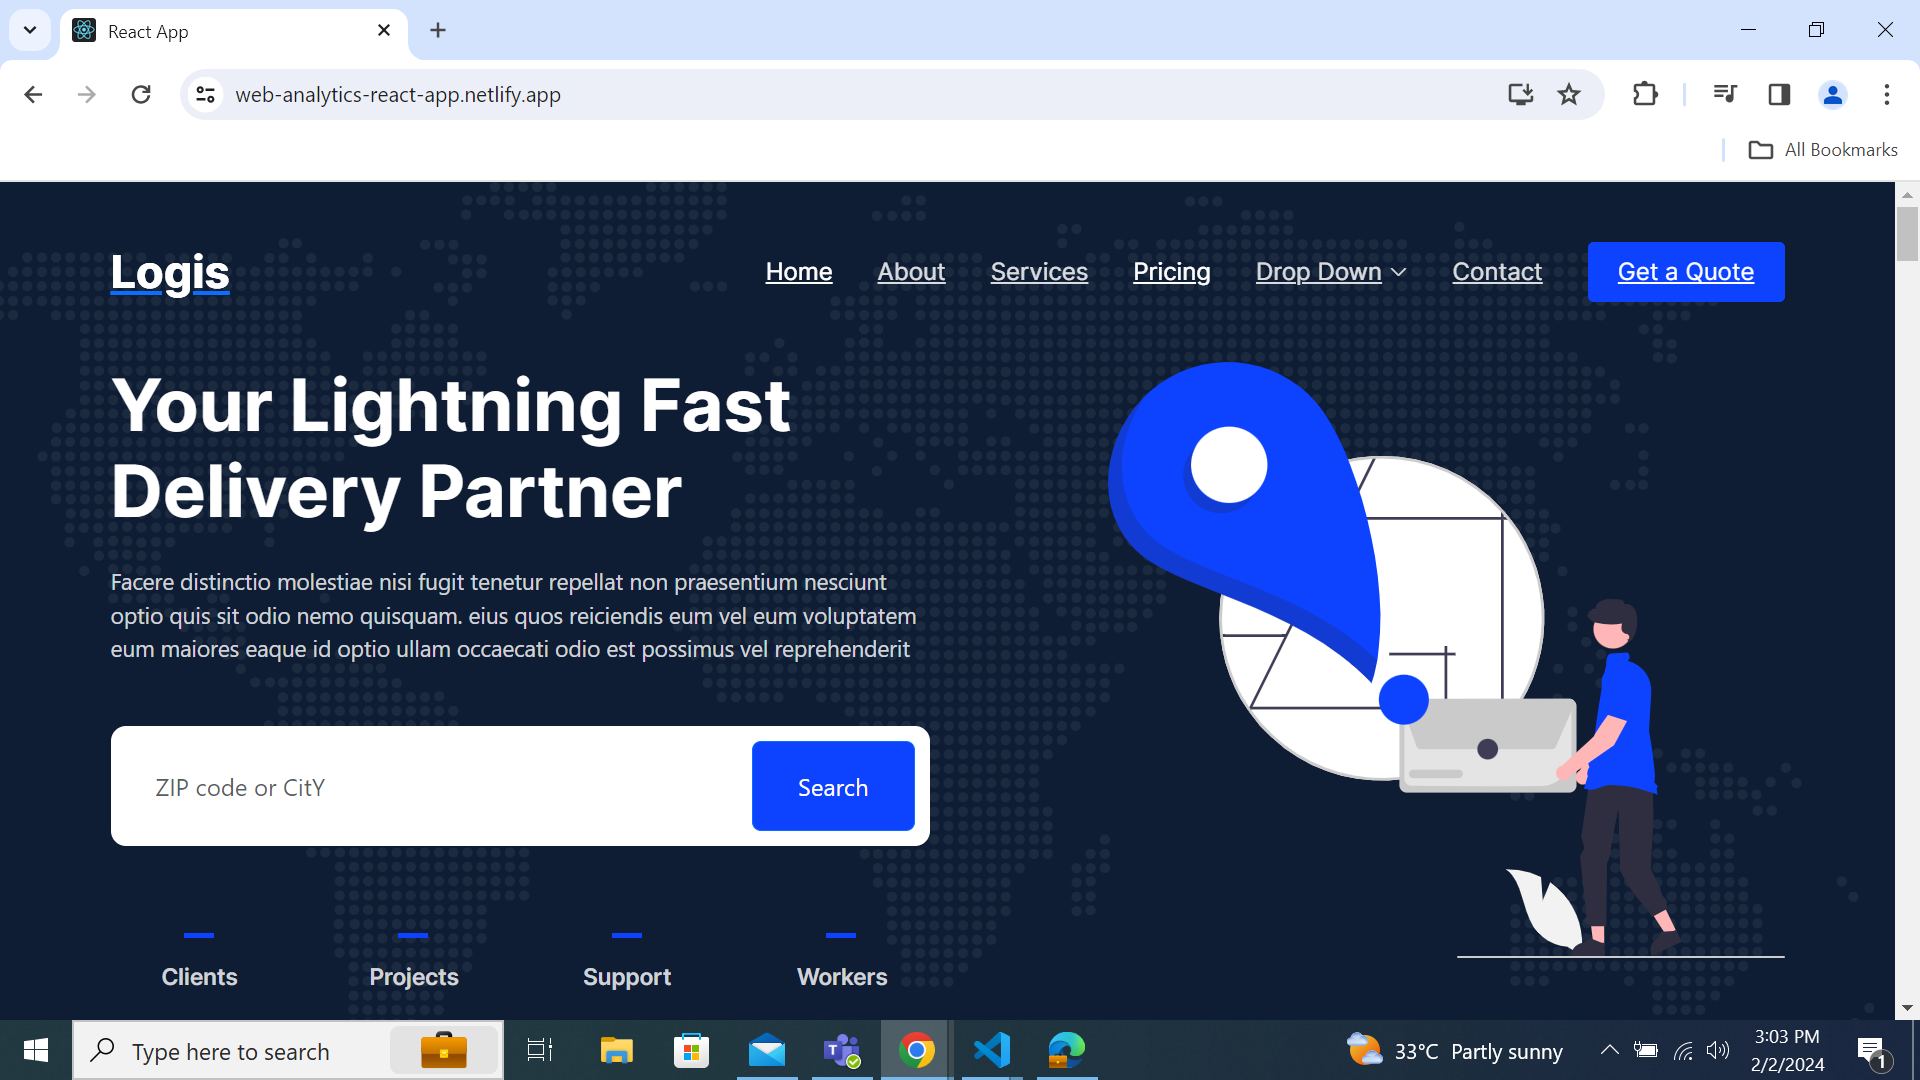 React App
web-analytics-react-app.netlify.app
All Bookmarks
Logis
Home About Services Pricing Drop Down Contact Get a Quote
Your Lightning Fast
Delivery Partner
Facere distinctio molestiae nisi fugit tenetur repellat non praesentium nesciunt
optio quis sit odio nemo quisquam. eius quos reiciendis eum vel eum voluptatem
eum maiores eaque id optio ullam occaecati odio est possimus vel reprehenderit
ZIP code or CitY Search
Clients Projects Support Workers
Type here to search
33°C Partly sunny
3:03 PM
2/2/2024
1